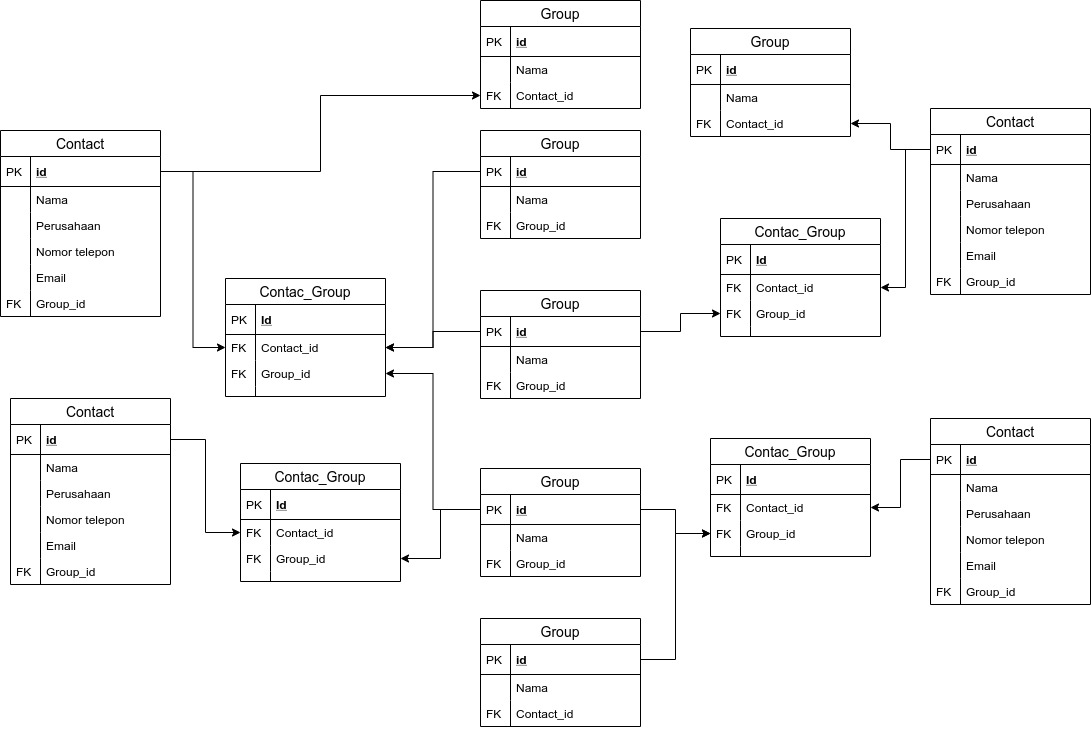 Group
PK id
Nama
FK Contact_id
Group
PK id
Nama
FK Contact_id
Contact
PK id
Nama
Perusahaan
Nomor telepon
Email
FK Group_id
Contact
PK id
Nama
Perusahaan
Nomor telepon
Email
FK Group_id
Group
PK id
Nama
FK Group_id
Contac_Group
PK Id
FK Contact_id
FK Group_id
Contac_Group
PK Id
FK Contact_id
FK Group_id
Group
PK id
Nama
FK Group_id
Contact
PK id
Nama
Perusahaan
Nomor telepon
Email
FK Group_id
Contac_Group
PK Id
FK Contact_id
FK Group_id
Group
PK id
Nama
FK Group_id
Contac_Group
PK Id
FK Contact_id
FK Group_id
Contact
PK id
Nama
Perusahaan
Nomor telepon
Email
FK Group_id
Group
PK id
Nama
FK Contact_id